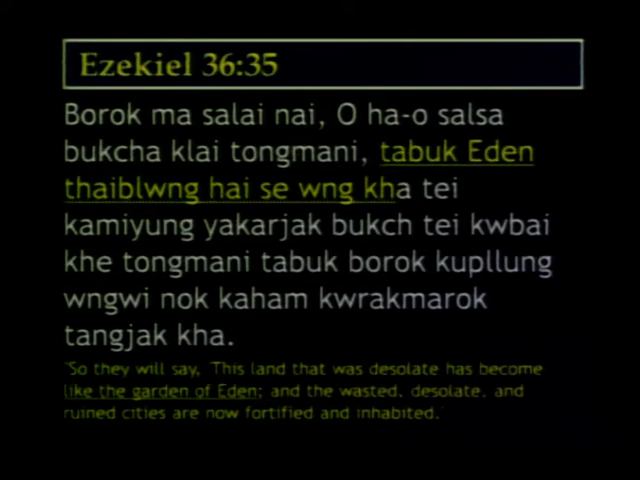 Ezekiel 36:35
Borok ma salai nai, O ha-o salsa
bukcha klai tongmani, tabuk Eden
thaiblwng hai se wng kha tei
kamiyung yakarjak bukch tei kwbai
khe tongmani tabuk borok kupllung
wngwi nok kaham kwrakmarok
tangjak kha.
"So they will say, 'This land that was desolate has become
like the garden of Eden; and the wasted, desolate, and
ruined cities are now fortified and inhabited.'